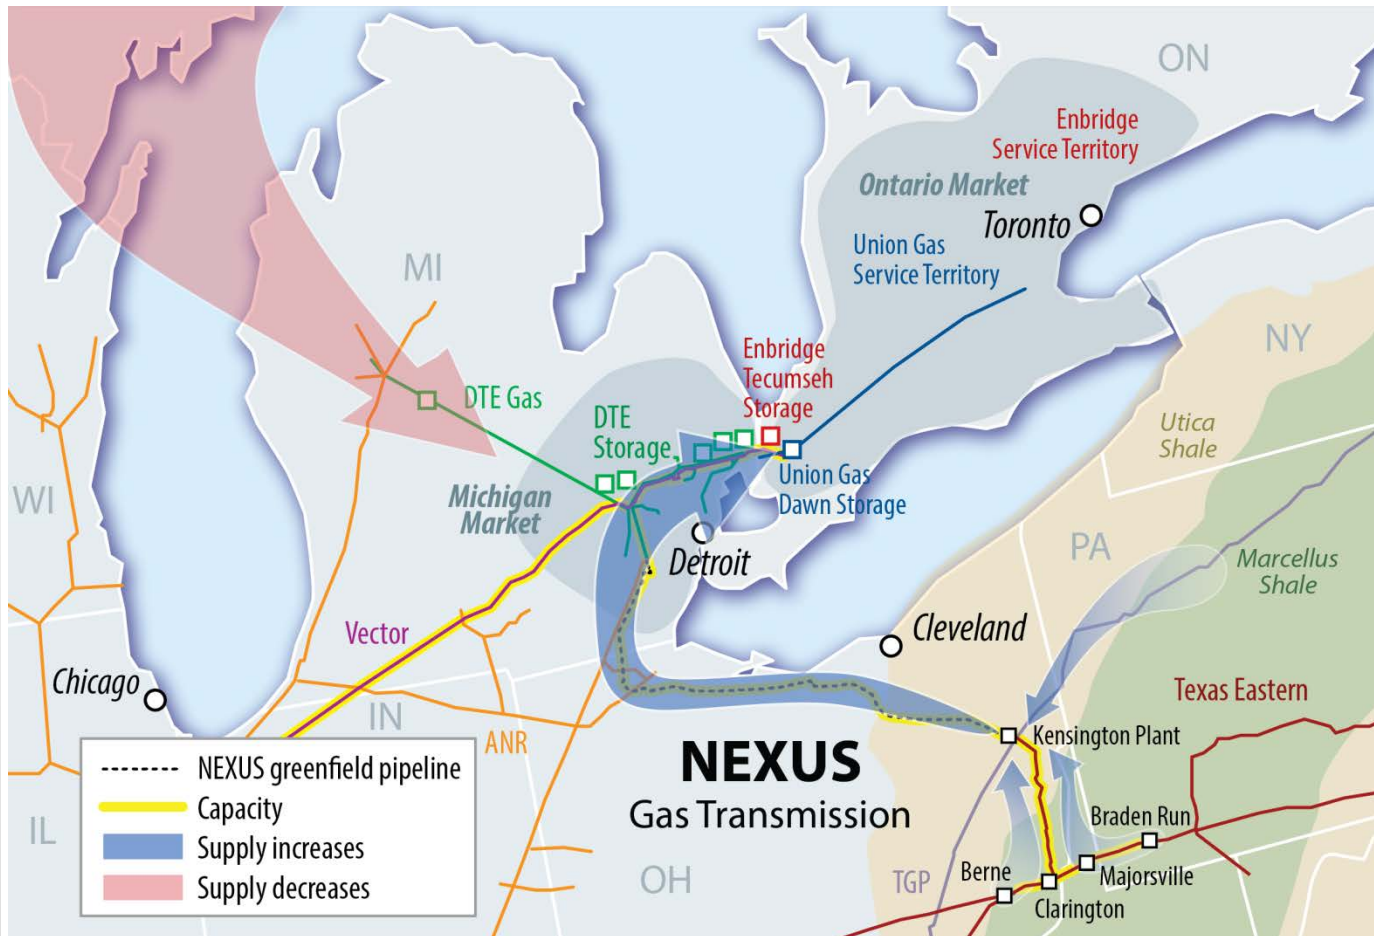 ON
Enbridge
Service Territory
Ontario Market
Toronto
Union Gas
Service Territory
MI
NY
Enbridge
Tecumseh
Storage
DTE Gas
DTE
Storage
Utica
Shale
WI
Michigan
Market
Union Gas
Dawn Storage
PA
Detroit
Marcellus
Shale
Vector
Cleveland
Chicago
Texas Eastern
IN
ANR
Kensington Plant
NEXUS
Gas Transmission
NEXUS greenfield pipeline
Capacity
Supply increases
Supply decreases
IL
Braden Run
OH
TGP
Berne
Majorsville
Clarington